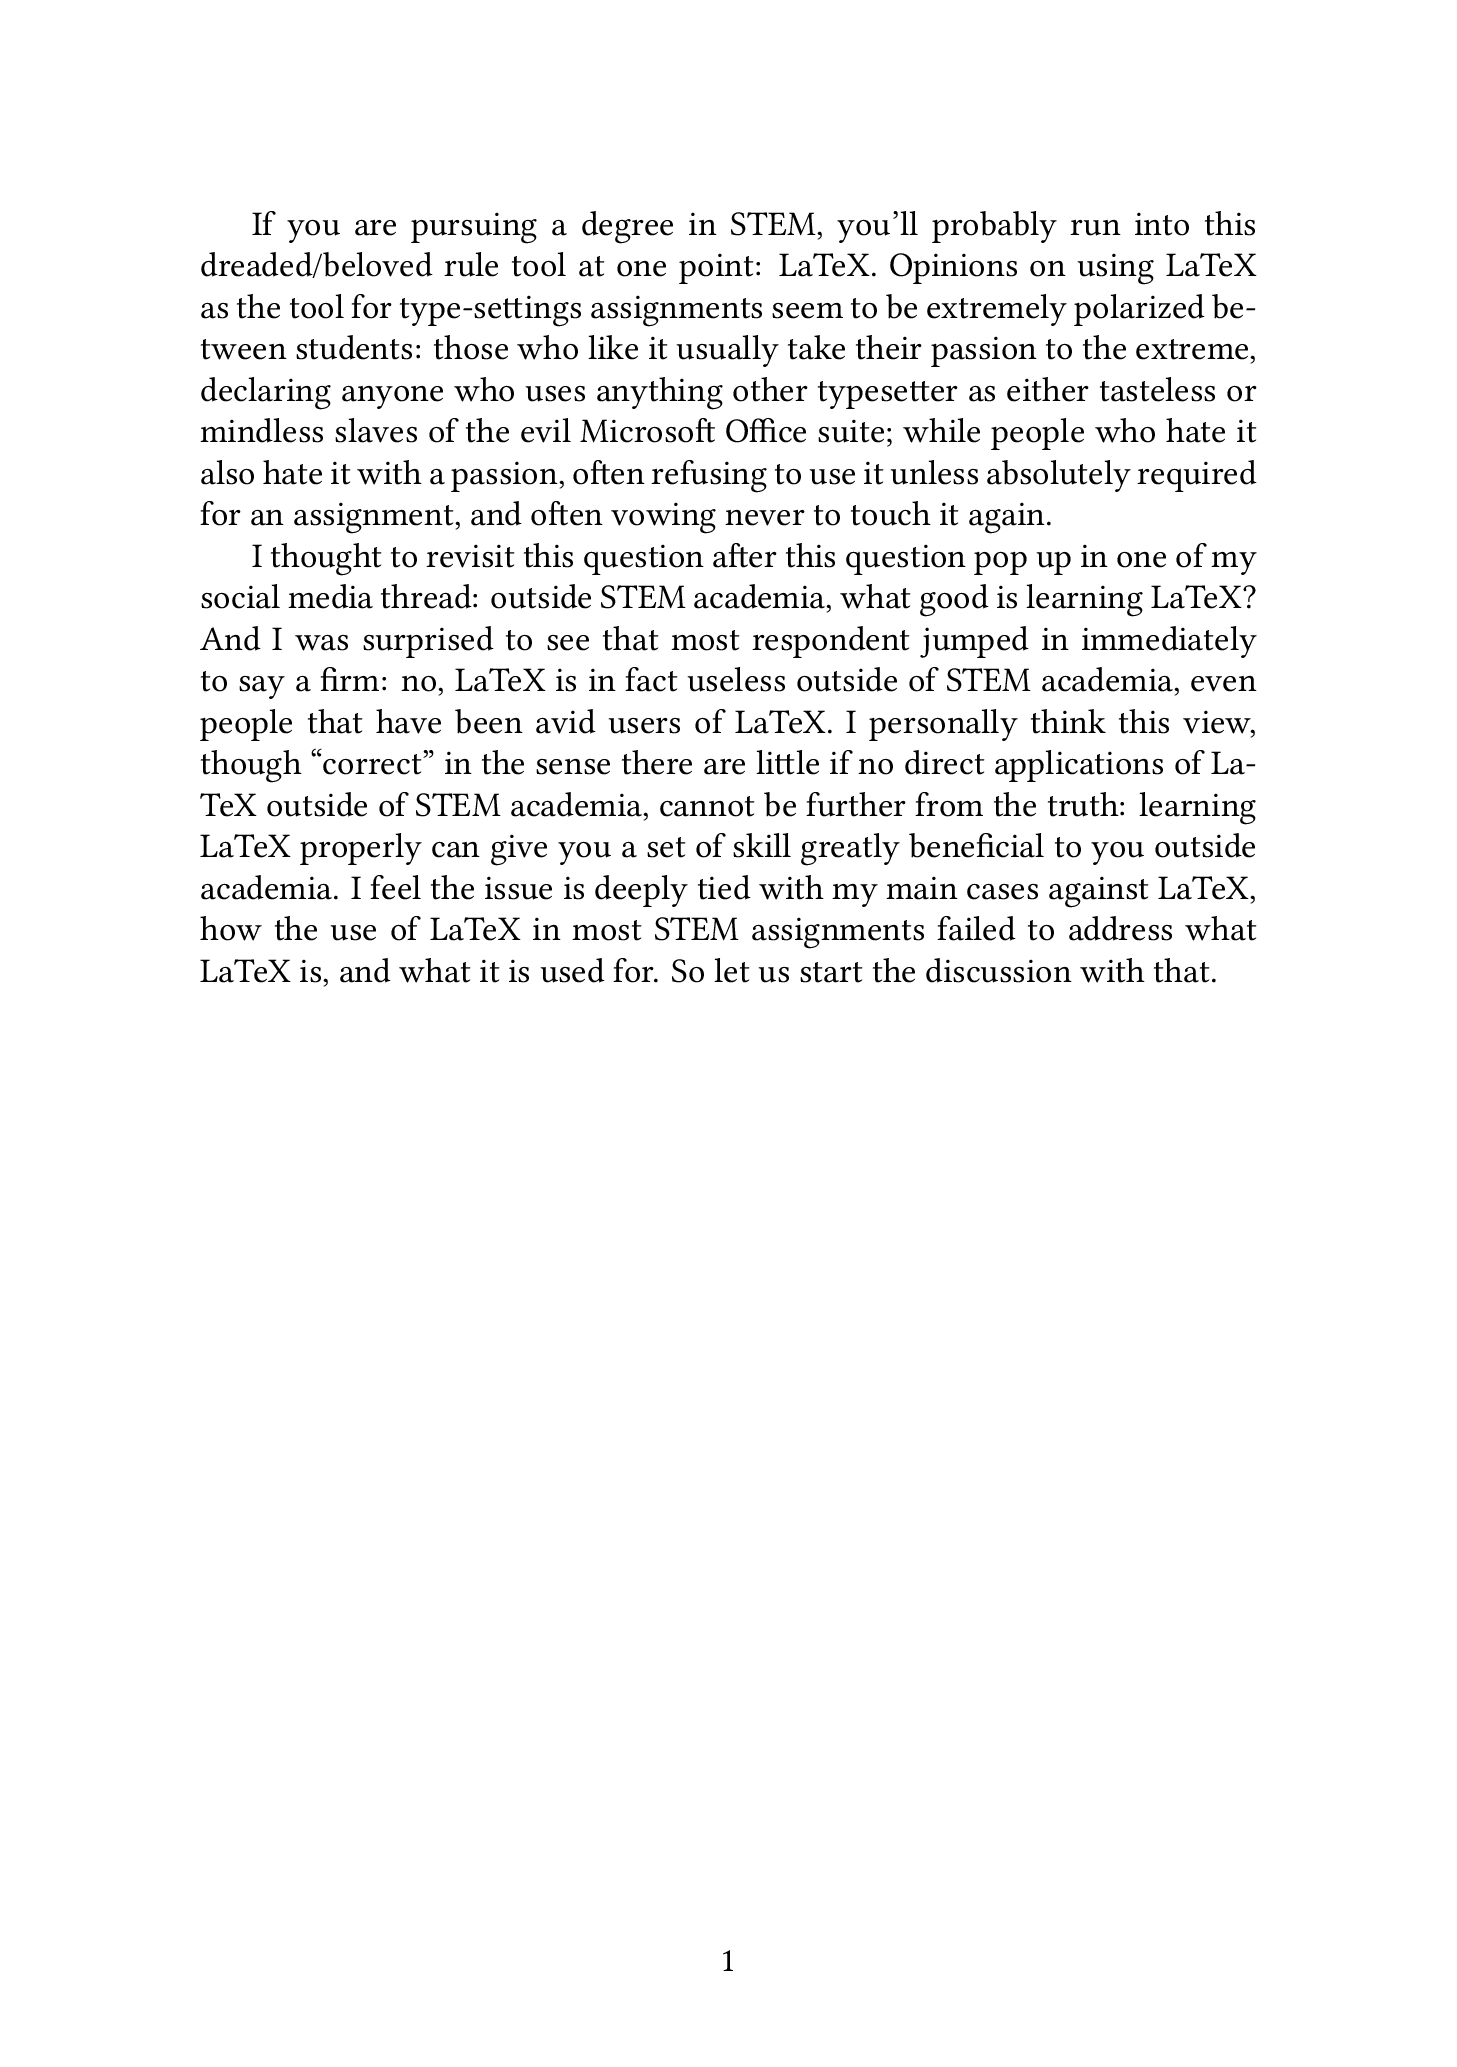 If you are pursuing a degree in STEM, you’ll probably run into this
dreaded/beloved rule tool at one point: LaTeX. Opinions on using LaTeX
as the tool for type-settings assignments seem to be extremely polarized be-
tween students: those who like it usually take their passion to the extreme,
declaring anyone who uses anything other typesetter as either tasteless or
mindless slaves of the evil Microsoft Office suite; while people who hate it
also hate it with a passion, often refusing to use it unless absolutely required
for an assignment, and often vowing never to touch it again.
I thought to revisit this question after this question pop up in one of my
social media thread: outside STEM academia, what good is learning LaTeX?
And I was surprised to see that most respondent jumped in immediately
to say a firm: no, LaTeX is in fact useless outside of STEM academia, even
people that have been avid users of LaTeX. I personally think this view,
though “correct” in the sense there are little if no direct applications of La-
TeX outside of STEM academia, cannot be further from the truth: learning
LaTeX properly can give you a set of skill greatly beneficial to you outside
academia. I feel the issue is deeply tied with my main cases against LaTeX,
how the use of LaTeX in most STEM assignments failed to address what
LaTeX is, and what it is used for. So let us start the discussion with that.
1